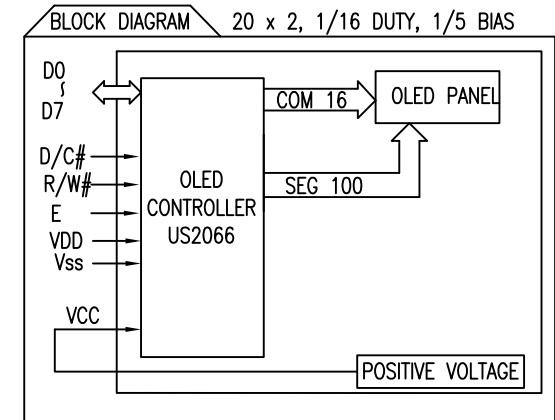 BLOCK DIAGRAM
20 x 2, 1/16 DUTY, 1/5 BIAS
D0
∫
D7
D/C#
R/W#
E
VDD
Vss
VCC
OLED
CONTROLLER
US2066
COM 16
SEG 100
OLED PANEL
POSITIVE VOLTAGE